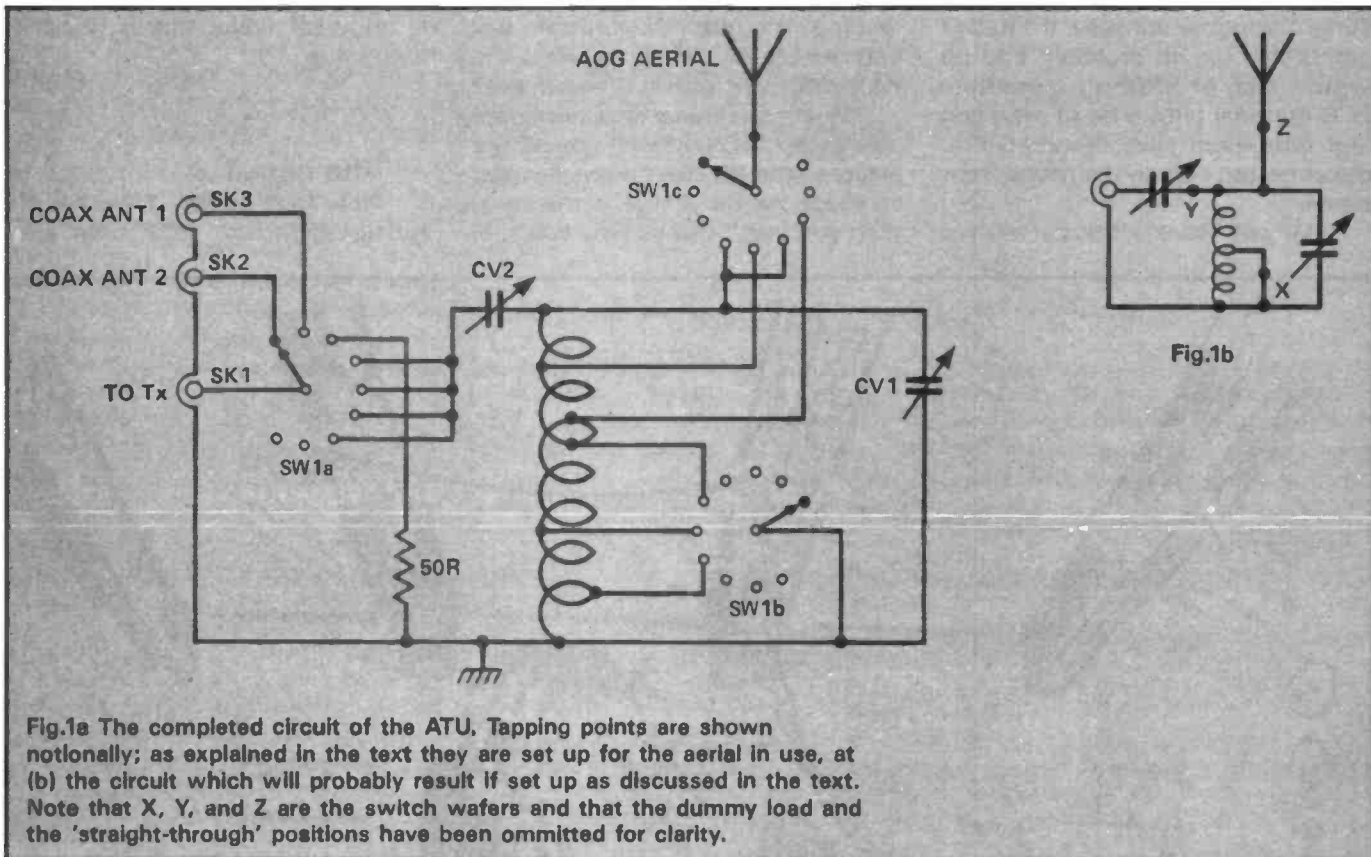 AOG AERIAL
Z
SW1c
COAX ANT 1
SK3
Y
COAX ANT 2
SK2
CV2
X
Fig.1b
TO Tx
SK1
CV1
SW1a
50R
SW1b
Fig.1a The completed circuit of the ATU. Tapping points are shown
notionally; as explained in the text they are set up for the aerial in use, at
(b) the circuit which will probably result if set up as discussed in the text.
Note that X, Y, and Z are the switch wafers and that the dummy load and
the 'straight-through' positions have been ommitted for clarity.